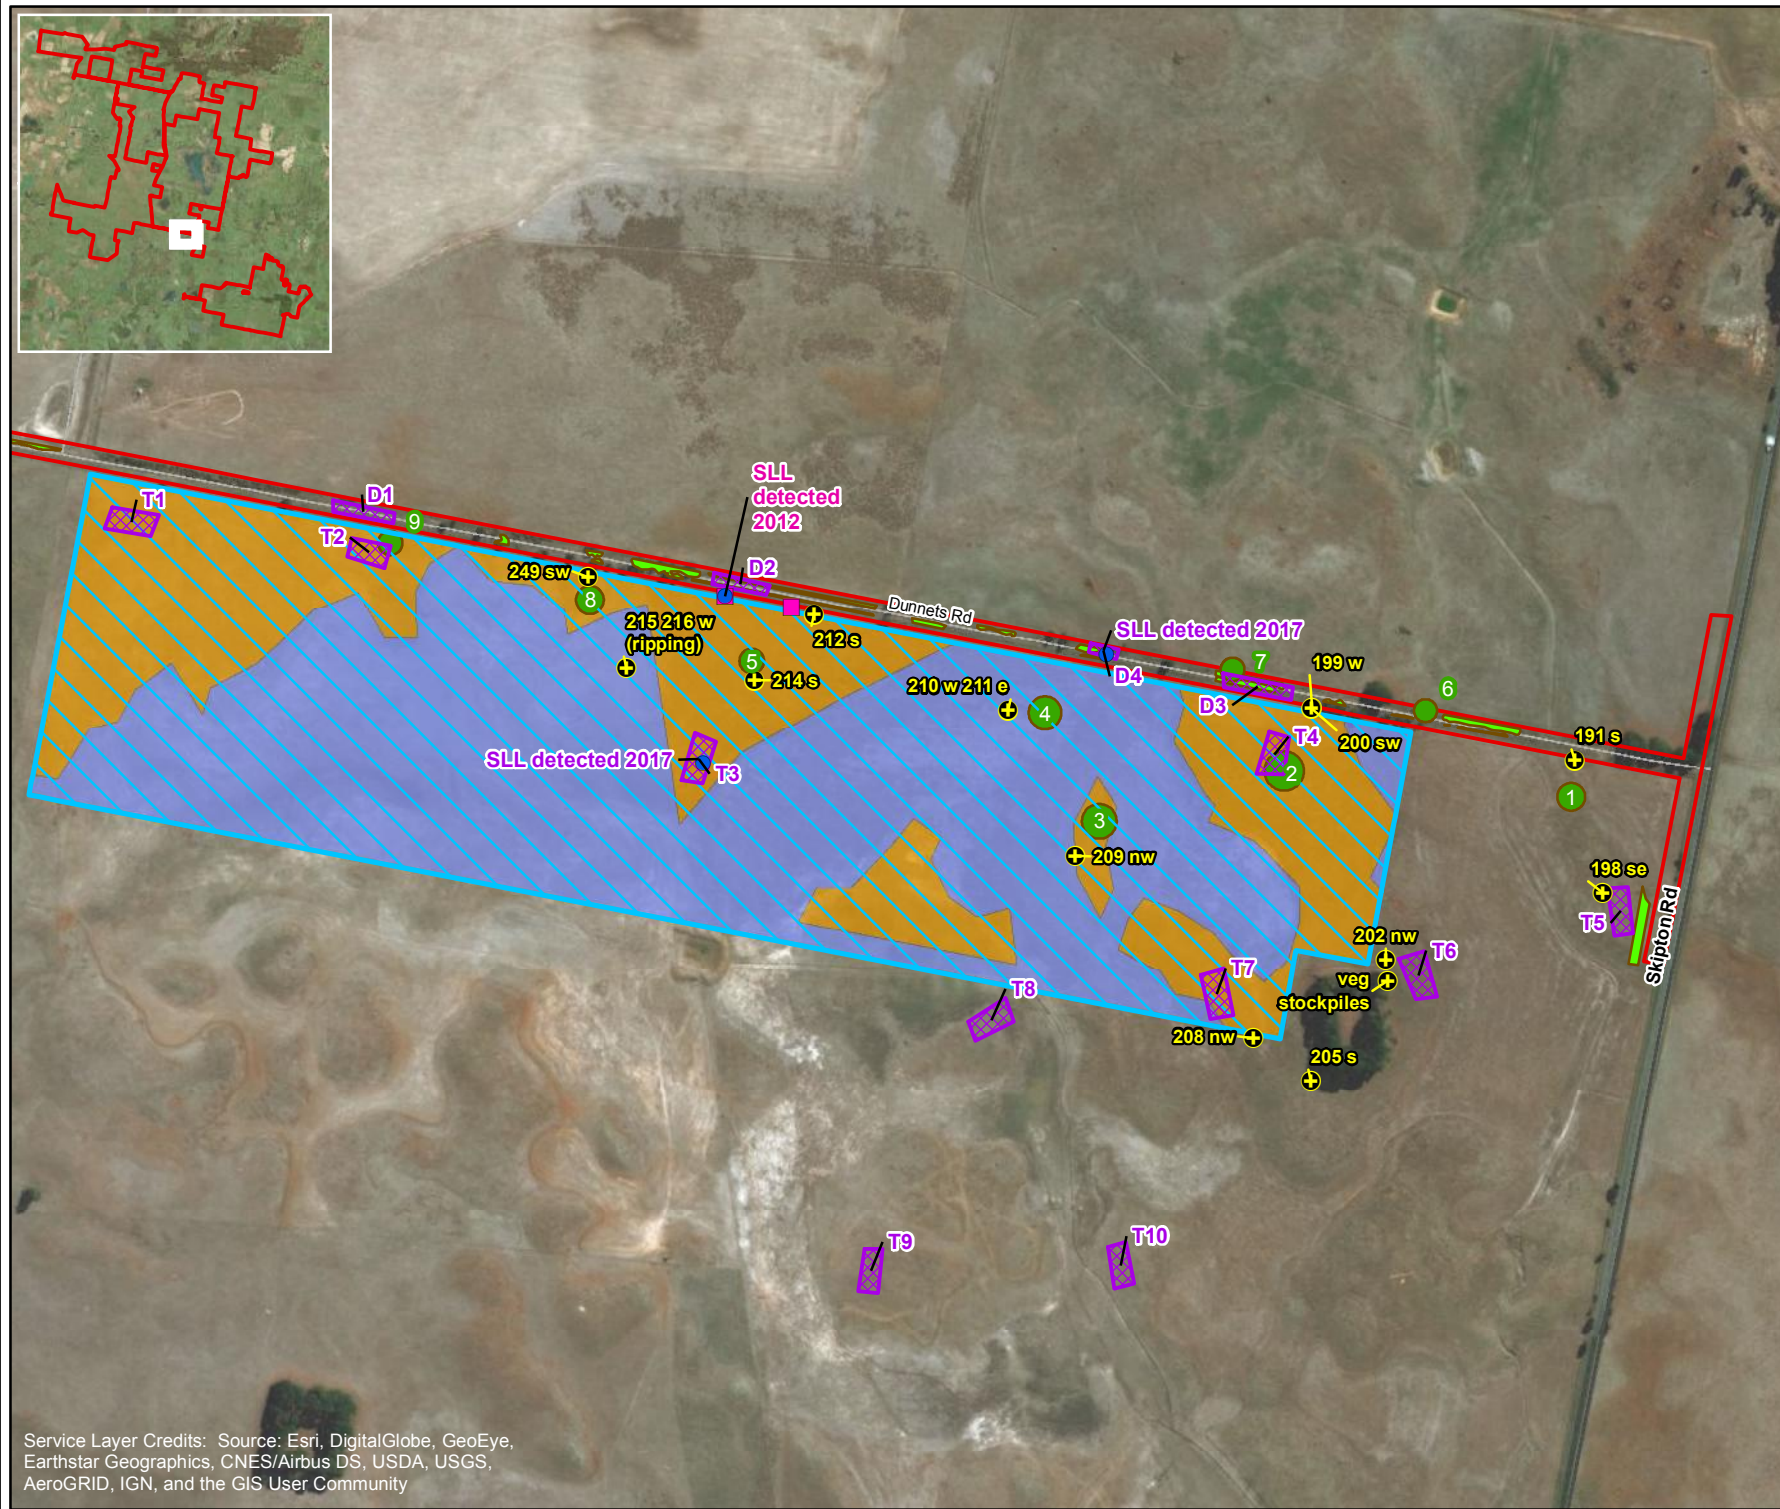 T1
D1
9
T2
SLL
detected
2012
249 sw
8
D2
215 216 w
(ripping)
212 s
Dunnets Rd
5
214 s
SLL detected 2017
D4
7
199 w
210 w 211 e
4
D3
6
200 sw
191 s
SLL detected 2017
T3
T4
2
1
3
209 nw
198 se
T5
Skipton Rd
202 nw
T6
veg
stockpiles
T7
T8
208 nw
205 s
T9
T10
Service Layer Credits: Source: Esri, DigitalGlobe, GeoEye,
Earthstar Geographics, CNES/Airbus DS, USDA, USGS,
AeroGRID, IGN, and the GIS User Community